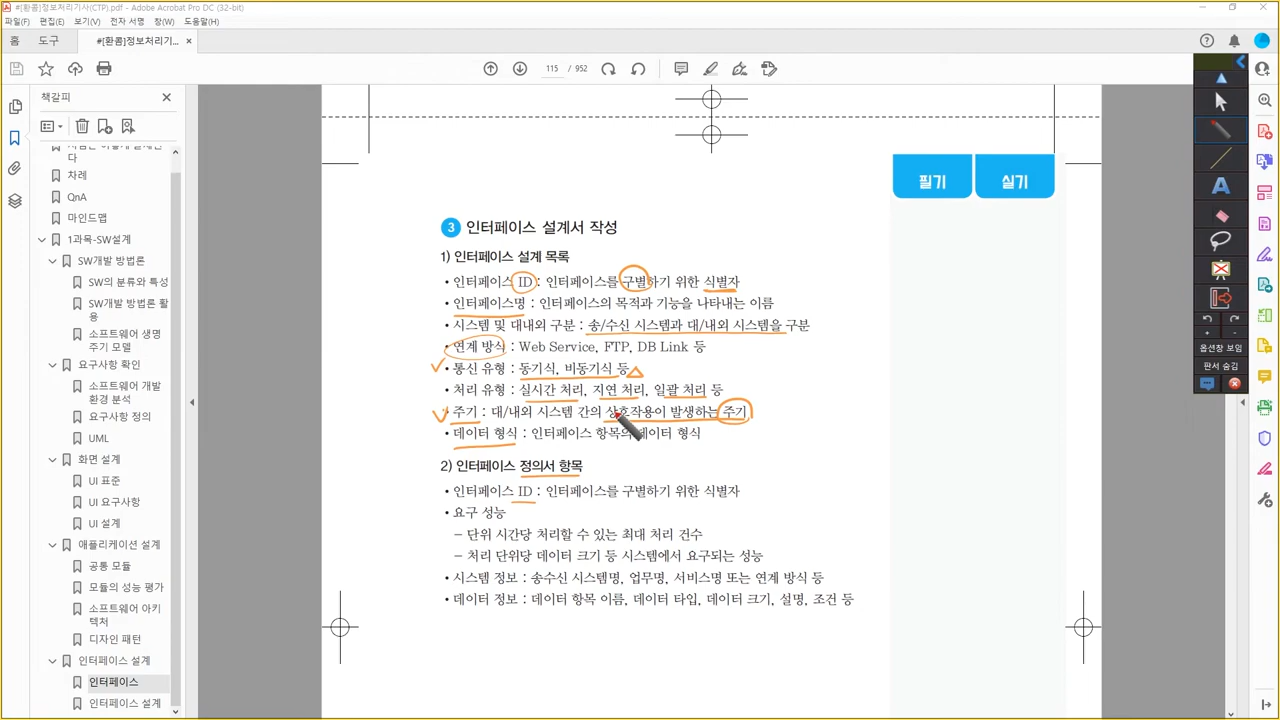 #[환콤]정보처리기사(CTP).pdf - Adobe Acrobat Pro DC (32-bit)
파일(F) 편집(E) 보기(V) 전자 서명 창(W) 도움말(H)
홈 도구 #[환콤]정보처리기... ×
115 / 952
책갈피
다
차례
QnA
마인드맵
1과목-SW설계
SW개발 방법론
SW의 분류와 특성
SW개발 방법론 활
용
소프트웨어 생명
주기 모델
요구사항 확인
소프트웨어 개발
환경 분석
요구사항 정의
UML
화면 설계
UI 표준
UI 요구사항
UI 설계
애플리케이션 설계
공통 모듈
모듈의 성능 평가
소프트웨어 아키
텍처
디자인 패턴
인터페이스 설계
인터페이스
인터페이스 설계
필기 실기
3 인터페이스 설계서 작성
1) 인터페이스 설계 목록
• 인터페이스 ID : 인터페이스를 구별하기 위한 식별자
• 인터페이스명 : 인터페이스의 목적과 기능을 나타내는 이름
• 시스템 및 대내외 구분 : 송/수신 시스템과 대/내외 시스템을 구분
• 연계 방식 : Web Service, FTP, DB Link 등
• 통신 유형 : 동기식, 비동기식 등
• 처리 유형 : 실시간 처리, 지연 처리, 일괄 처리 등
• 주기 : 대/내외 시스템 간의 상호작용이 발생하는 주기
• 데이터 형식 : 인터페이스 항목의 데이터 형식
2) 인터페이스 정의서 항목
• 인터페이스 ID : 인터페이스를 구별하기 위한 식별자
• 요구 성능
– 단위 시간당 처리할 수 있는 최대 처리 건수
– 처리 단위당 데이터 크기 등 시스템에서 요구되는 성능
• 시스템 정보 : 송수신 시스템명, 업무명, 서비스명 또는 연계 방식 등
• 데이터 정보 : 데이터 항목 이름, 데이터 타입, 데이터 크기, 설명, 조건 등
A
옵션창 보임
판서 숨김